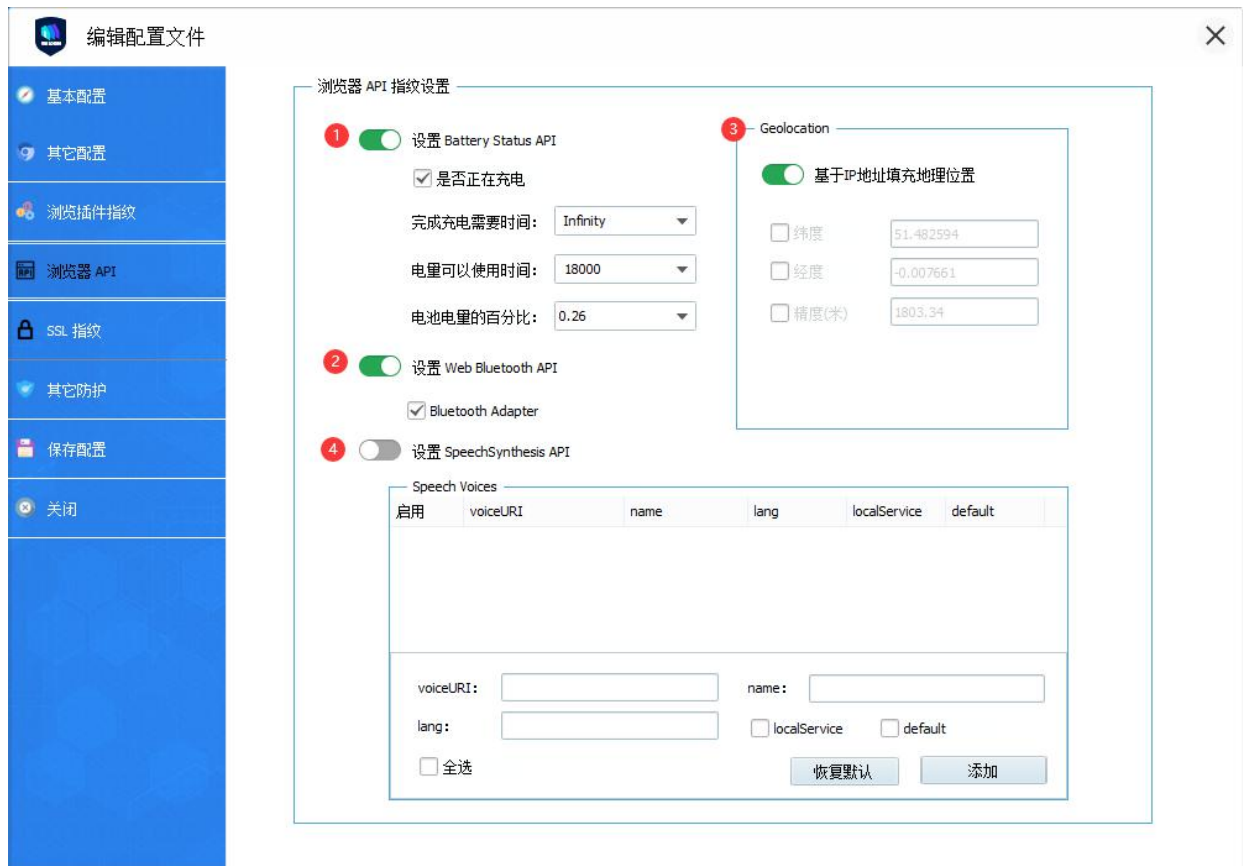 编辑配置文件
基本配置
其它配置
浏览插件指纹
浏览器 API
SSL 指纹
其它防护
保存配置
关闭
浏览器 API 指纹设置
1 设置 Battery Status API
是否正在充电
完成充电需要时间： Infinity
电量可以使用时间： 18000
电池电量的百分比： 0.26
2 设置 Web Bluetooth API
Bluetooth Adapter
3 Geolocation
基于IP地址填充地理位置
纬度 51.482594
经度 -0.007661
精度(米) 1803.34
4 设置 SpeechSynthesis API
Speech Voices
启用 voiceURI name lang localService default
voiceURI： name：
lang： localService default
全选 恢复默认 添加